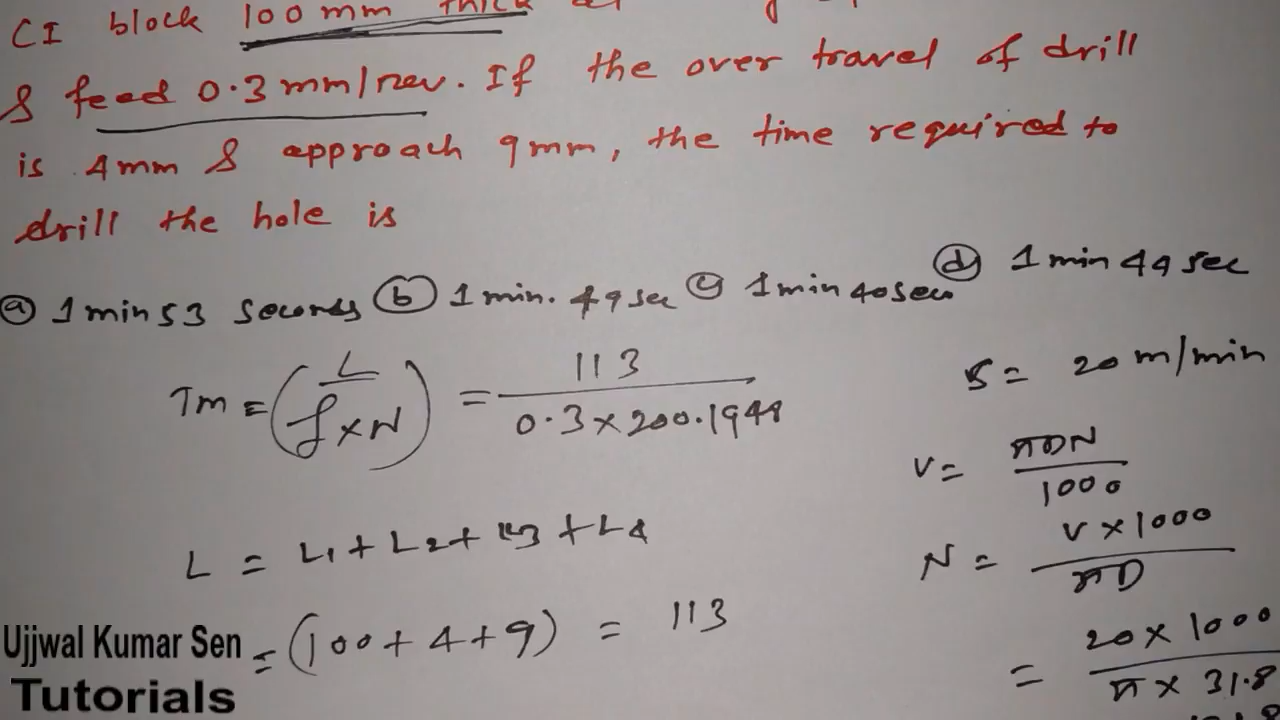 CI block 100 mm thick at
& feed 0.3 mm/rev. If the over travel of drill
is 4mm & approach 9mm, the time required to
drill the hole is
(a) 1 min 53 seconds (b) 1 min. 49 sec (c) 1 min 40 sec (d) 1 min 44 sec
Tm = (L / f × N) = 113 / 0.3 × 200.1948
L = L1 + L2 + L3 + L4
= (100 + 4 + 9) = 113
S = 20 m/min
V = πDN / 1000
N = V × 1000 / πD
= 20 × 1000 / π × 31.8
Ujjwal Kumar Sen
Tutorials